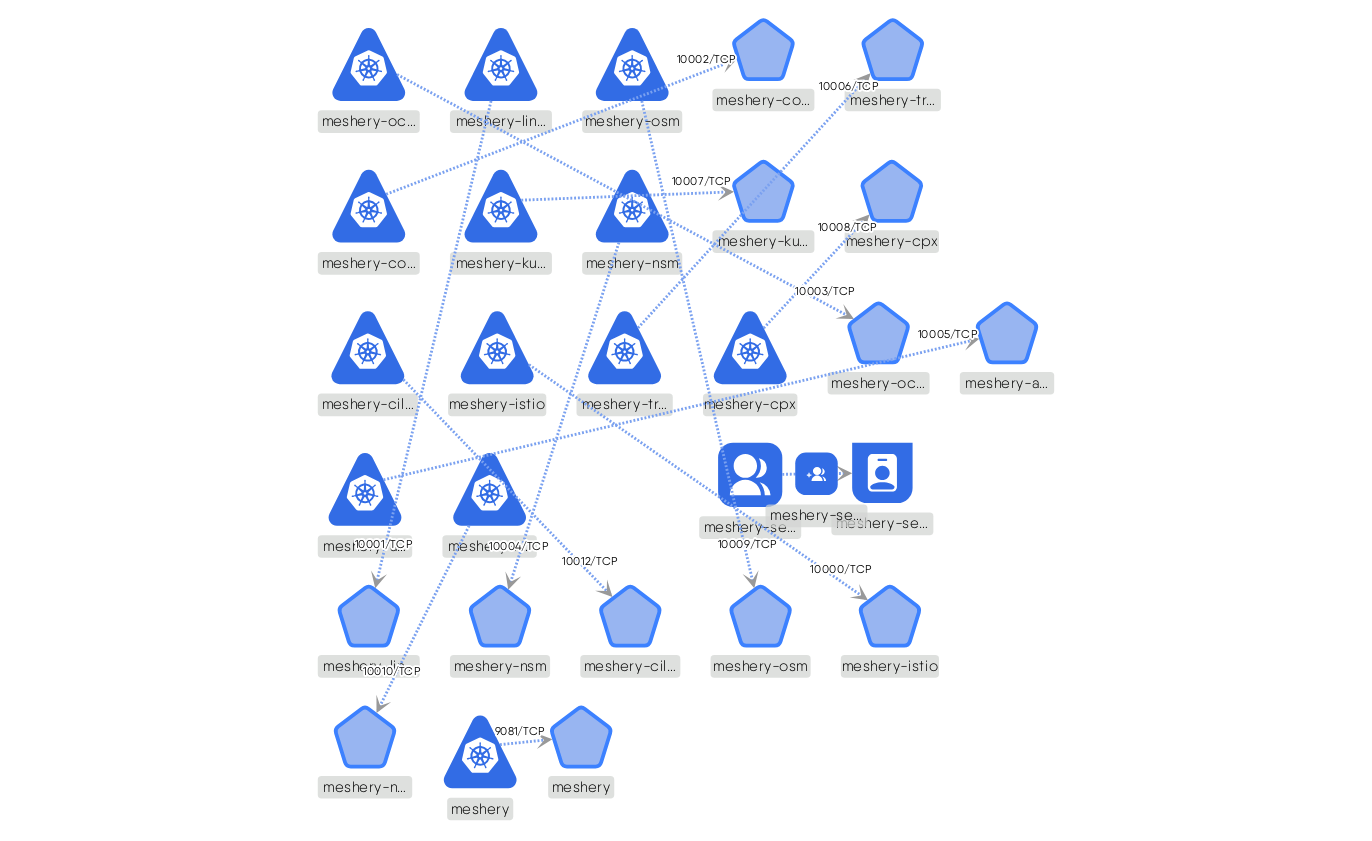 10002/TCP
10006/TCP
meshery-co...
meshery-tr...
meshery-oc...
meshery-lin...
meshery-osm
10007/TCP
10008/TCP
meshery-ku...
meshery-cpx
meshery-co...
meshery-ku...
meshery-nsm
10003/TCP
10005/TCP
meshery-oc...
meshery-a...
meshery-cil...
meshery-istio
meshery-tr...
meshery-cpx
meshery-se...
meshery-se...
meshery-se...
10001/TCP
10004/TCP
10009/TCP
10012/TCP
10000/TCP
meshery-nsm
meshery-cil...
meshery-osm
meshery-istio
10010/TCP
9081/TCP
meshery-n...
meshery
meshery